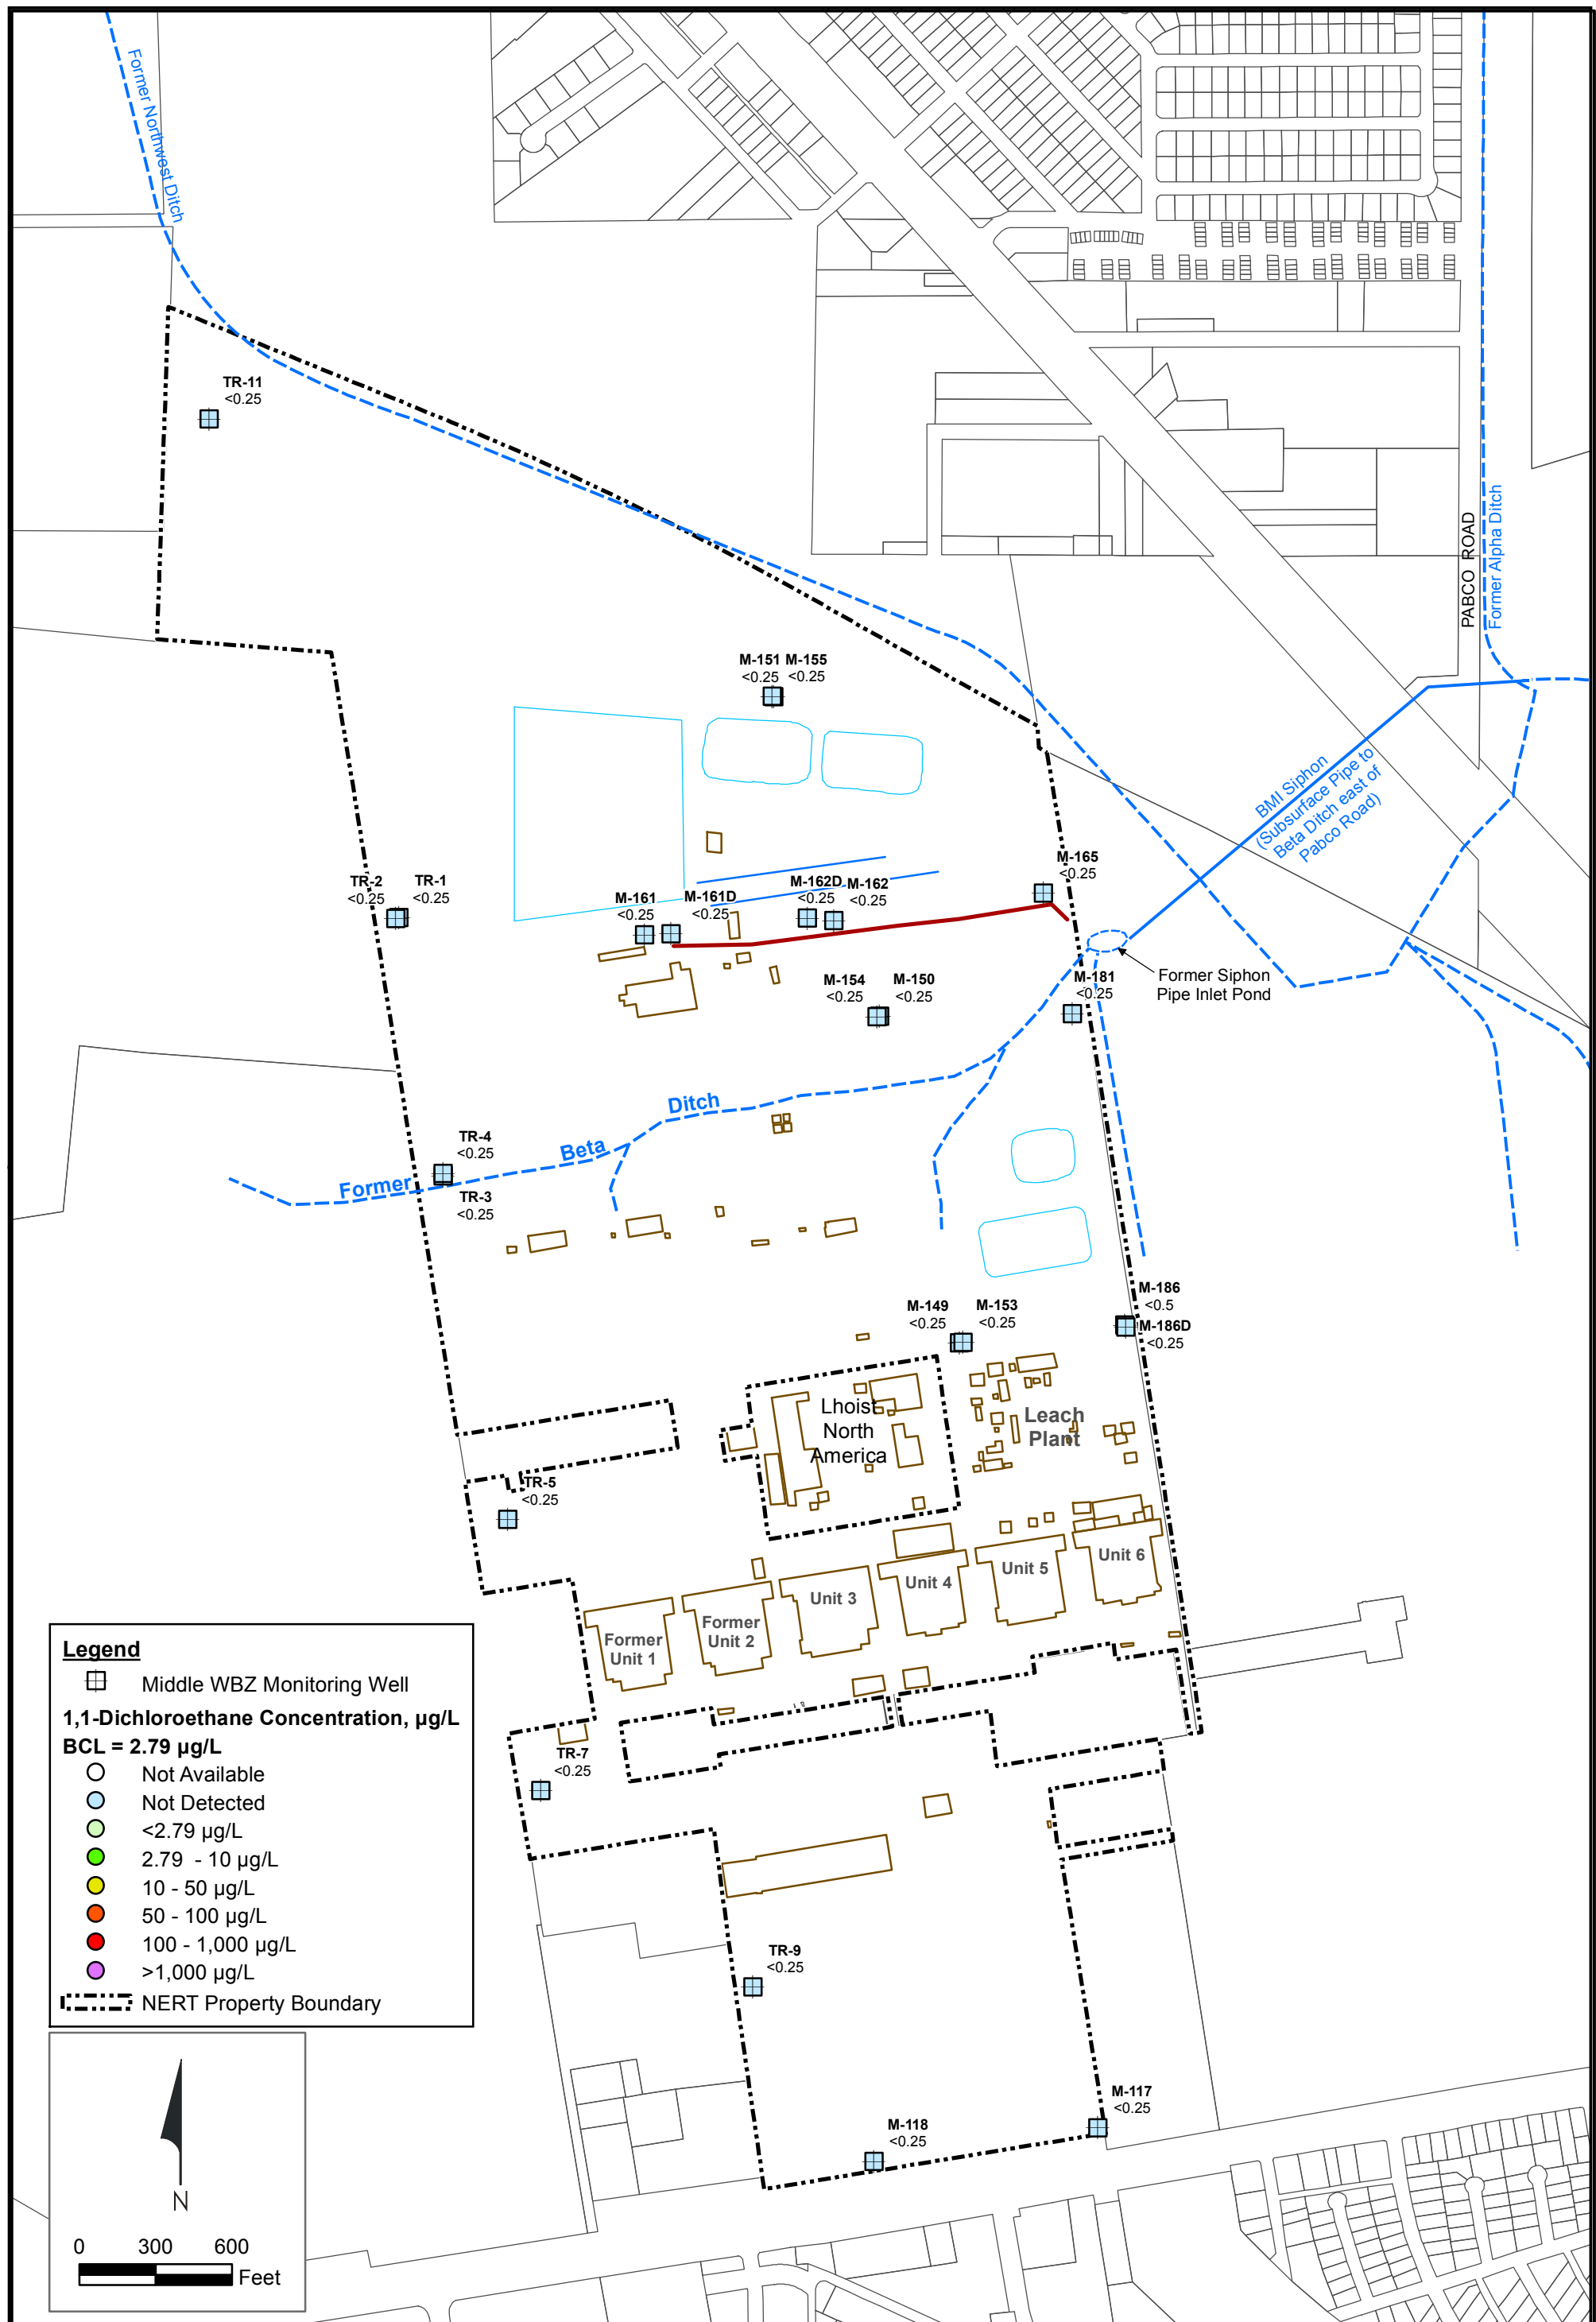 Former Northwest Ditch
TR-11
<0.25
PABCO ROAD
Former Alpha Ditch
M-151 M-155
<0.25 <0.25
BMI Siphon
(Subsurface Pipe to
Beta Ditch east of
Pabco Road)
M-165
<0.25
TR-2 TR-1
<0.25 <0.25
M-161 M-161D
<0.25 <0.25
M-162D M-162
<0.25 <0.25
M-154 M-150
<0.25 <0.25
M-181
<0.25
Former Siphon
Pipe Inlet Pond
Former Beta Ditch
TR-4
<0.25
TR-3
<0.25
M-186
<0.5
M-186D
<0.25
M-149 M-153
<0.25 <0.25
Lhoist
North
America
Leach
Plant
TR-5
<0.25
Former
Unit 1
Former
Unit 2
Unit 3
Unit 4
Unit 5
Unit 6
TR-7
<0.25
TR-9
<0.25
M-118
<0.25
M-117
<0.25
Legend
Middle WBZ Monitoring Well
1,1-Dichloroethane Concentration, µg/L
BCL = 2.79 µg/L
Not Available
Not Detected
<2.79 µg/L
2.79 - 10 µg/L
10 - 50 µg/L
50 - 100 µg/L
100 - 1,000 µg/L
>1,000 µg/L
NERT Property Boundary
N
0 300 600
Feet